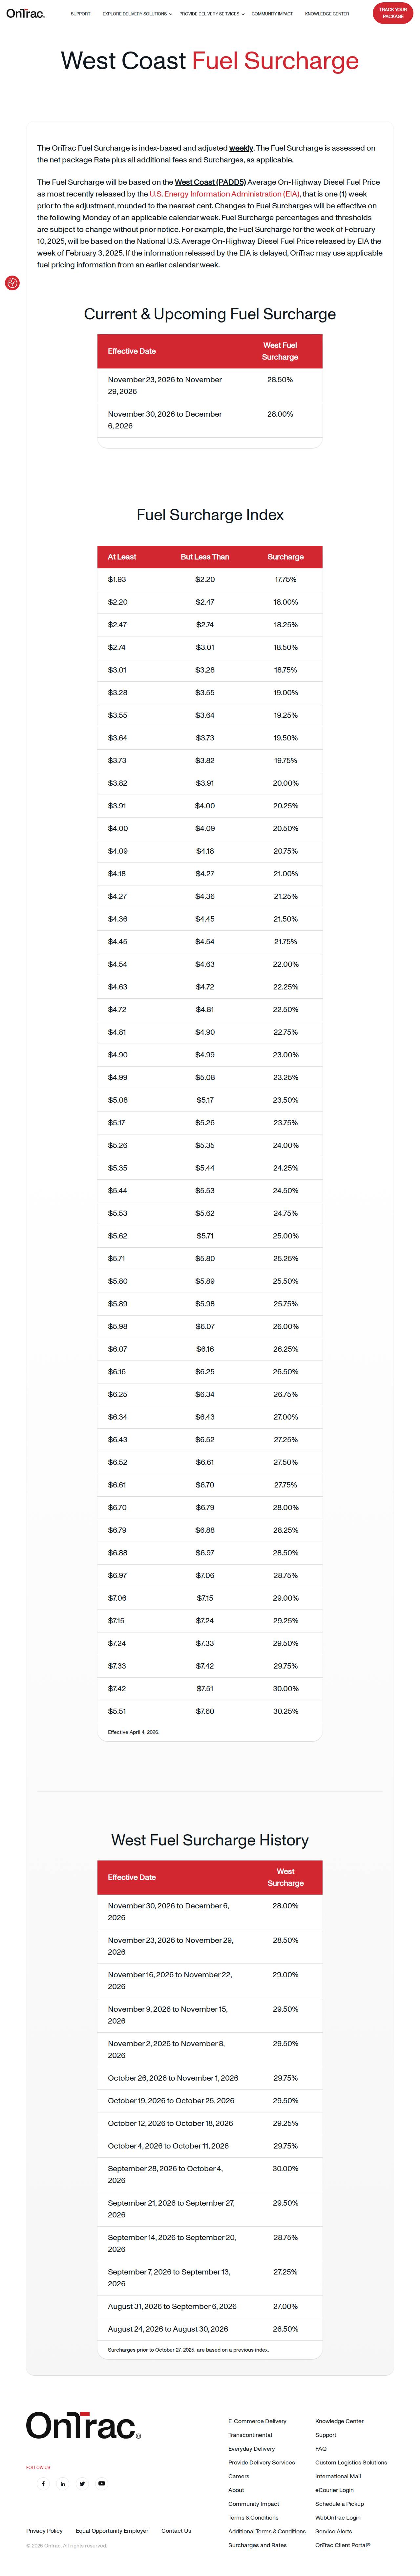 OnTrac.
SUPPORT
EXPLORE DELIVERY SOLUTIONS
PROVIDE DELIVERY SERVICES
COMMUNITY IMPACT
KNOWLEDGE CENTER
TRACK YOUR
PACKAGE
West Coast Fuel Surcharge
The OnTrac Fuel Surcharge is index-based and adjusted weekly. The Fuel Surcharge is assessed on
the net package Rate plus all additional fees and Surcharges, as applicable.
The Fuel Surcharge will be based on the West Coast (PADD5) Average On-Highway Diesel Fuel Price
as most recently released by the U.S. Energy Information Administration (EIA), that is one (1) week
prior to the adjustment, rounded to the nearest cent. Changes to Fuel Surcharges will be effective on
the following Monday of an applicable calendar week. Fuel Surcharge percentages and thresholds
are subject to change without prior notice. For example, the Fuel Surcharge for the week of February
10, 2025, will be based on the National U.S. Average On-Highway Diesel Fuel Price released by EIA the
week of February 3, 2025. If the information released by the EIA is delayed, OnTrac may use applicable
fuel pricing information from an earlier calendar week.
Current & Upcoming Fuel Surcharge
Effective Date West Fuel
Surcharge
November 23, 2026 to November 28.50%
29, 2026
November 30, 2026 to December 28.00%
6, 2026
Fuel Surcharge Index
At Least But Less Than Surcharge
$1.93 $2.20 17.75%
$2.20 $2.47 18.00%
$2.47 $2.74 18.25%
$2.74 $3.01 18.50%
$3.01 $3.28 18.75%
$3.28 $3.55 19.00%
$3.55 $3.64 19.25%
$3.64 $3.73 19.50%
$3.73 $3.82 19.75%
$3.82 $3.91 20.00%
$3.91 $4.00 20.25%
$4.00 $4.09 20.50%
$4.09 $4.18 20.75%
$4.18 $4.27 21.00%
$4.27 $4.36 21.25%
$4.36 $4.45 21.50%
$4.45 $4.54 21.75%
$4.54 $4.63 22.00%
$4.63 $4.72 22.25%
$4.72 $4.81 22.50%
$4.81 $4.90 22.75%
$4.90 $4.99 23.00%
$4.99 $5.08 23.25%
$5.08 $5.17 23.50%
$5.17 $5.26 23.75%
$5.26 $5.35 24.00%
$5.35 $5.44 24.25%
$5.44 $5.53 24.50%
$5.53 $5.62 24.75%
$5.62 $5.71 25.00%
$5.71 $5.80 25.25%
$5.80 $5.89 25.50%
$5.89 $5.98 25.75%
$5.98 $6.07 26.00%
$6.07 $6.16 26.25%
$6.16 $6.25 26.50%
$6.25 $6.34 26.75%
$6.34 $6.43 27.00%
$6.43 $6.52 27.25%
$6.52 $6.61 27.50%
$6.61 $6.70 27.75%
$6.70 $6.79 28.00%
$6.79 $6.88 28.25%
$6.88 $6.97 28.50%
$6.97 $7.06 28.75%
$7.06 $7.15 29.00%
$7.15 $7.24 29.25%
$7.24 $7.33 29.50%
$7.33 $7.42 29.75%
$7.42 $7.51 30.00%
$5.51 $7.60 30.25%
Effective April 4, 2026
West Fuel Surcharge History
Effective Date West
Surcharge
November 30, 2026 to December 6, 28.00%
2026
November 23, 2026 to November 29, 28.50%
2026
November 16, 2026 to November 22, 29.00%
2026
November 9, 2026 to November 15, 29.50%
2026
November 2, 2026 to November 8, 29.50%
2026
October 26, 2026 to November 1, 2026 29.75%
October 19, 2026 to October 25, 2026 29.50%
October 12, 2026 to October 18, 2026 29.25%
October 4, 2026 to October 11, 2026 29.75%
September 28, 2026 to October 4, 30.00%
2026
September 21, 2026 to September 27, 29.50%
2026
September 14, 2026 to September 20, 28.75%
2026
September 7, 2026 to September 13, 27.25%
2026
August 31, 2026 to September 6, 2026 27.00%
August 24, 2026 to August 30, 2026 26.50%
Surcharges prior to October 27, 2025, are based on a previous index.
OnTrac®
FOLLOW US
E-Commerce Delivery
Transcontinental
Everyday Delivery
Provide Delivery Services
Careers
About
Community Impact
Terms & Conditions
Additional Terms & Conditions
Surcharges and Rates
Knowledge Center
Support
FAQ
Custom Logistics Solutions
International Mail
eCourier Login
Schedule a Pickup
WebOnTrac Login
Service Alerts
OnTrac Client Portal®
Privacy Policy Equal Opportunity Employer Contact Us
© 2026 OnTrac. All rights reserved.